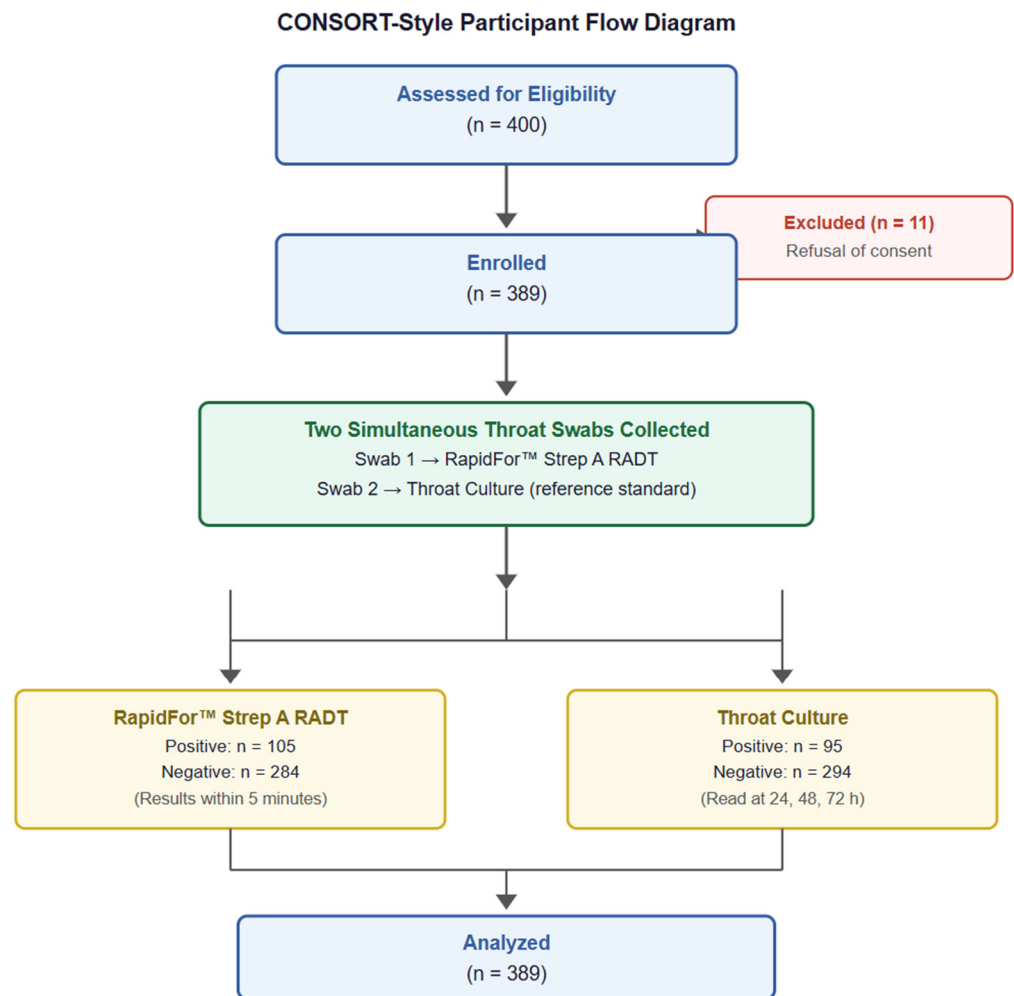 CONSORT-Style Participant Flow Diagram
Assessed for Eligibility
(n = 400)
Excluded (n = 11)
Refusal of consent
Enrolled
(n = 389)
Two Simultaneous Throat Swabs Collected
Swab 1 → RapidFor™ Strep A RADT
Swab 2 → Throat Culture (reference standard)
RapidFor™ Strep A RADT
Positive: n = 105
Negative: n = 284
(Results within 5 minutes)
Throat Culture
Positive: n = 95
Negative: n = 294
(Read at 24, 48, 72 h)
Analyzed
(n = 389)